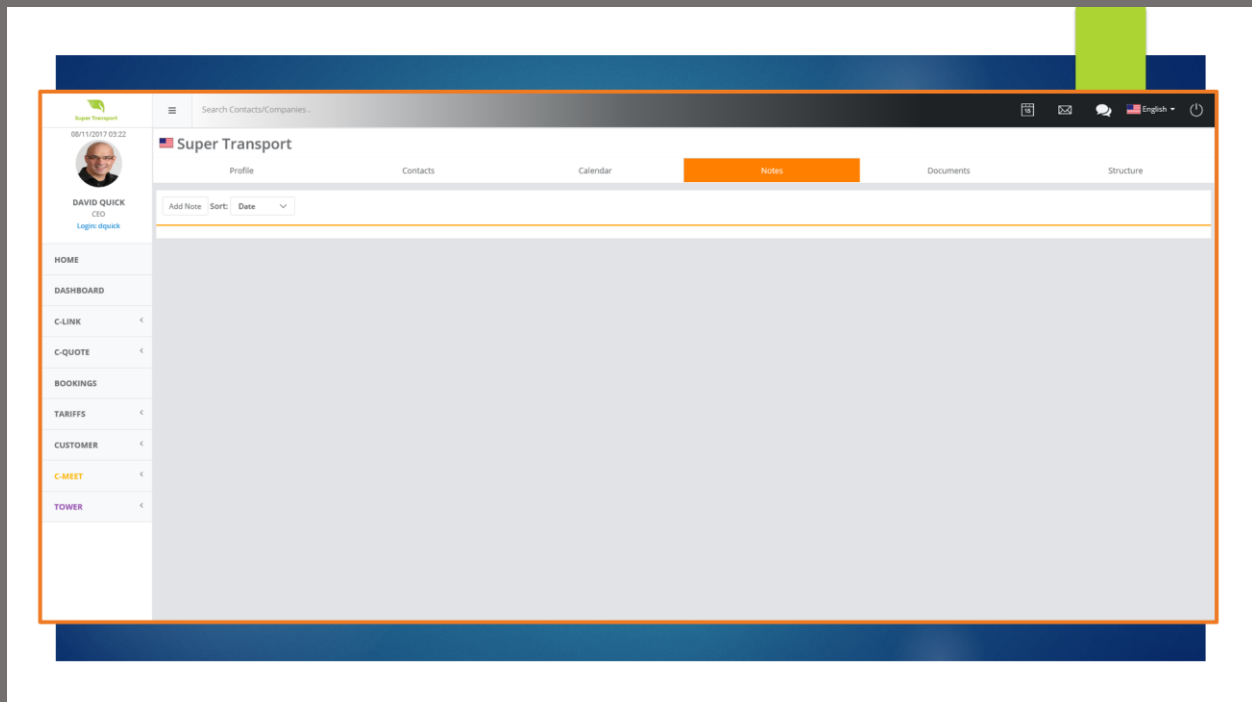 Super Transport
Search Contacts/Companies..
15
English
08/11/2017 03:22
DAVID QUICK
CEO
Login: dquick
Super Transport
Profile Contacts Calendar Notes Documents Structure
Add Note Sort: Date
HOME
DASHBOARD
C-LINK
C-QUOTE
BOOKINGS
TARIFFS
CUSTOMER
C-MEET
TOWER